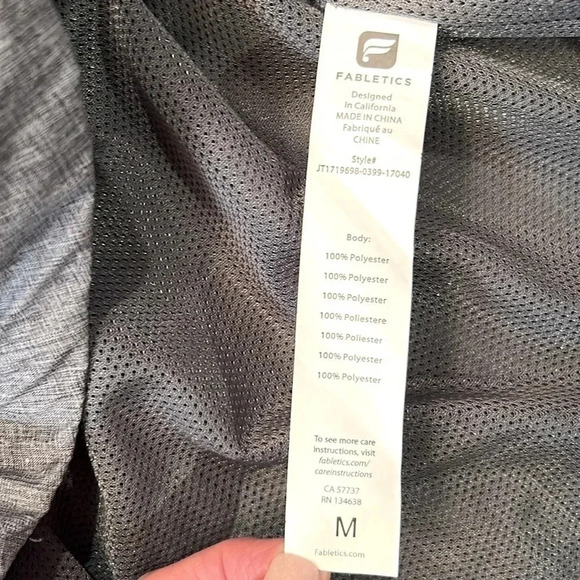 FABLETICS
Designed
In California
MADE IN CHINA
Fabriqué au
CHINE
Style#
JT1719698-0399-17040
Body:
100% Polyester
100% Polyester
100% Polyester
100% Poliestere
100% Poliester
100% Polyester
100% Polyester
To see more care
instructions, visit
fabletics.com/
careinstructions
CA 57737
RN 134638
M
Fabletics.com